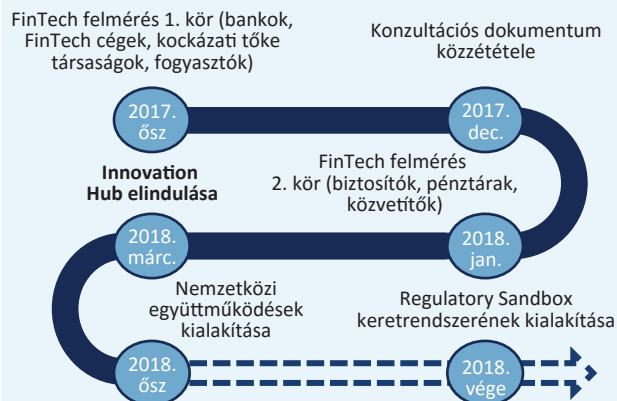 FinTech felmérés 1. kör (bankok,
FinTech cégek, kockázati tőke
társaságok, fogyasztók)
2017.
ősz
Konzultációs dokumentum
közzététele
2017.
dec.
FinTech felmérés
2. kör (biztosítók, pénztárak,
közvetítők)
2018.
jan.
Innovation
Hub elindulása
2018.
márc.
Nemzetközi
együttműködések
kialakítása
2018.
ősz
Regulatory Sandbox
keretrendszerének kialakítása
2018.
vége